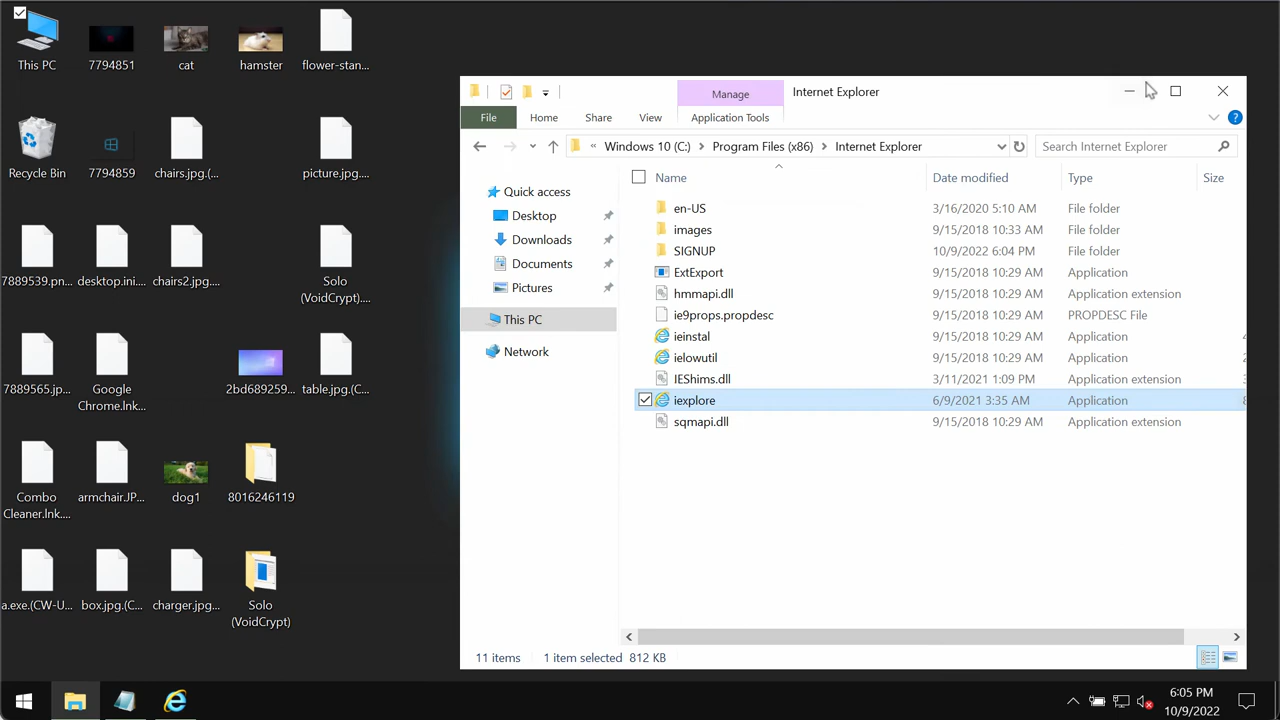 This PC
7794851
cat
hamster
flower-stan...
Recycle Bin
7794859
chairs.jpg.(...
picture.jpg....
7889539.pn...
desktop.ini...
chairs2.jpg....
Solo
(VoidCrypt)....
7889565.jp...
Google
Chrome.lnk...
2bd689259...
table.jpg.(C...
Combo
Cleaner.lnk....
armchair.JP...
dog1
8016246119
a.exe.(CW-U...
box.jpg.(C...
charger.jpg...
Solo
(VoidCrypt)
Manage
Internet Explorer
File
Home
Share
View
Application Tools
« Windows 10 (C:) > Program Files (x86) > Internet Explorer
Search Internet Explorer
Quick access
Desktop
Downloads
Documents
Pictures
This PC
Network
Name Date modified Type Size
en-US 3/16/2020 5:10 AM File folder
images 9/15/2018 10:33 AM File folder
SIGNUP 10/9/2022 6:04 PM File folder
ExtExport 9/15/2018 10:29 AM Application
hmmapi.dll 9/15/2018 10:29 AM Application extension
ie9props.propdesc 9/15/2018 10:29 AM PROPDESC File
ieinstal 9/15/2018 10:29 AM Application 4
ielowutil 9/15/2018 10:29 AM Application 2
IEShims.dll 3/11/2021 1:09 PM Application extension 3
iexplore 6/9/2021 3:35 AM Application 8
sqmapi.dll 9/15/2018 10:29 AM Application extension
11 items 1 item selected 812 KB
6:05 PM
10/9/2022